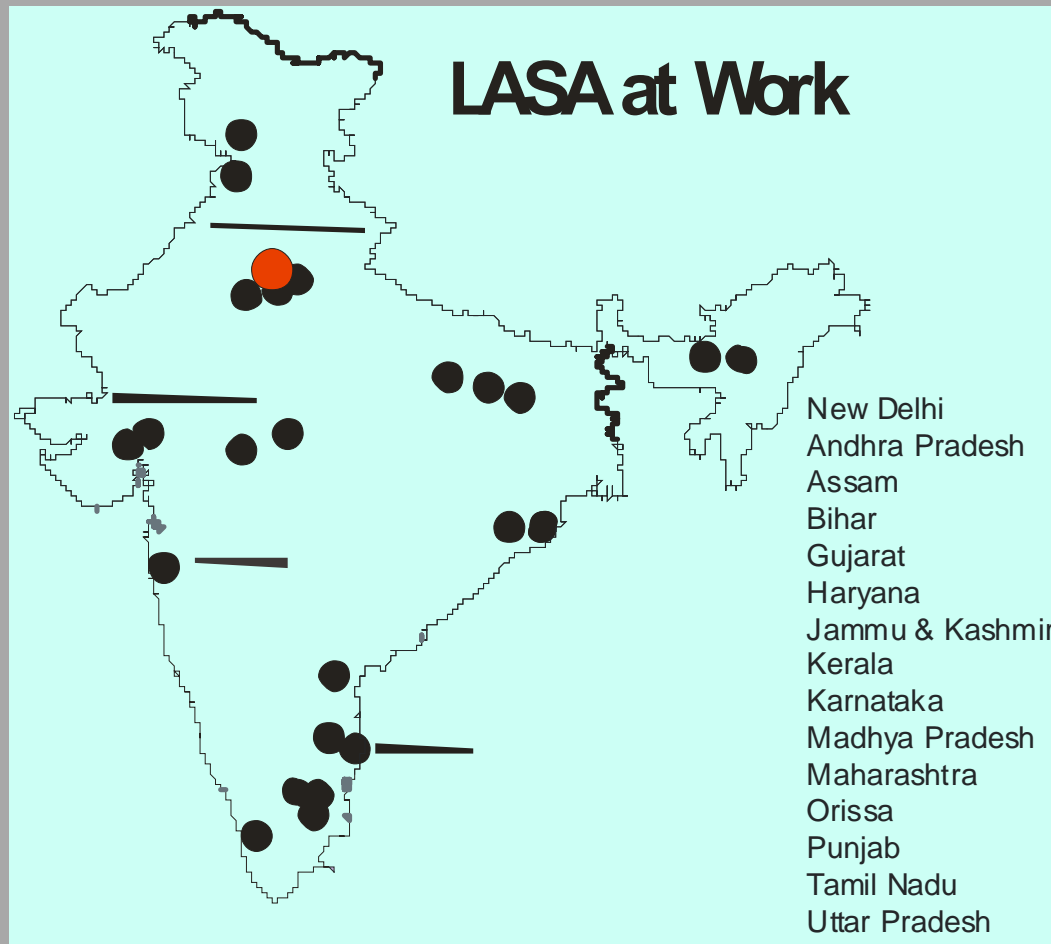 LASA at Work
New Delhi
Andhra Pradesh
Assam
Bihar
Gujarat
Haryana
Jammu & Kashmir
Kerala
Karnataka
Madhya Pradesh
Maharashtra
Orissa
Punjab
Tamil Nadu
Uttar Pradesh